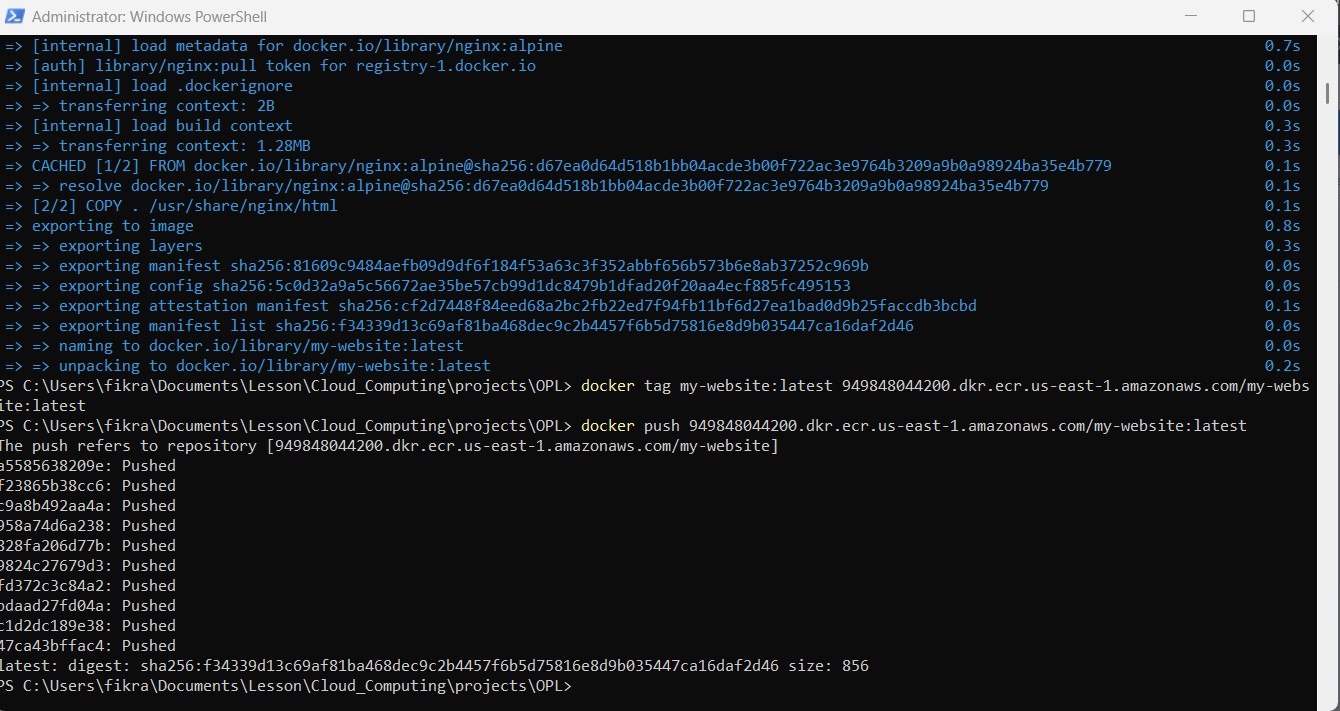 Administrator: Windows PowerShell
=> [internal] load metadata for docker.io/library/nginx:alpine 0.7s
=> [auth] library/nginx:pull token for registry-1.docker.io 0.0s
=> [internal] load .dockerignore 0.0s
=> => transferring context: 2B 0.0s
=> [internal] load build context 0.3s
=> => transferring context: 1.28MB 0.3s
=> CACHED [1/2] FROM docker.io/library/nginx:alpine@sha256:d67ea0d64d518b1bb04acde3b00f722ac3e9764b3209a9b0a98924ba35e4b779 0.1s
=> => resolve docker.io/library/nginx:alpine@sha256:d67ea0d64d518b1bb04acde3b00f722ac3e9764b3209a9b0a98924ba35e4b779 0.1s
=> [2/2] COPY . /usr/share/nginx/html 0.1s
=> exporting to image 0.8s
=> => exporting layers 0.3s
=> => exporting manifest sha256:81609c9484aefb09d9df6f184f53a63c3f352abbf656b573b6e8ab37252c969b 0.0s
=> => exporting config sha256:5c0d32a9a5c56672ae35be57cb99d1dc8479b1dfad20f20aa4ecf885fc495153 0.0s
=> => exporting attestation manifest sha256:cf2d7448f84eed68a2bc2fb22ed7f94fb11bf6d27ea1bad0d9b25faccdb3bcbd 0.1s
=> => exporting manifest list sha256:f34339d13c69af81ba468dec9c2b4457f6b5d75816e8d9b035447ca16daf2d46 0.0s
=> => naming to docker.io/library/my-website:latest 0.0s
=> => unpacking to docker.io/library/my-website:latest 0.2s
PS C:\Users\fikra\Documents\Lesson\Cloud_Computing\projects\OPL> docker tag my-website:latest 949848044200.dkr.ecr.us-east-1.amazonaws.com/my-webs
ite:latest
PS C:\Users\fikra\Documents\Lesson\Cloud_Computing\projects\OPL> docker push 949848044200.dkr.ecr.us-east-1.amazonaws.com/my-website:latest
The push refers to repository [949848044200.dkr.ecr.us-east-1.amazonaws.com/my-website]
a5585638209e: Pushed
f23865b38cc6: Pushed
c9a8b492aa4a: Pushed
958a74d6a238: Pushed
828fa206d77b: Pushed
9824c27679d3: Pushed
fd372c3c84a2: Pushed
bdaad27fd04a: Pushed
c1d2dc189e38: Pushed
47ca43bffac4: Pushed
latest: digest: sha256:f34339d13c69af81ba468dec9c2b4457f6b5d75816e8d9b035447ca16daf2d46 size: 856
PS C:\Users\fikra\Documents\Lesson\Cloud_Computing\projects\OPL>